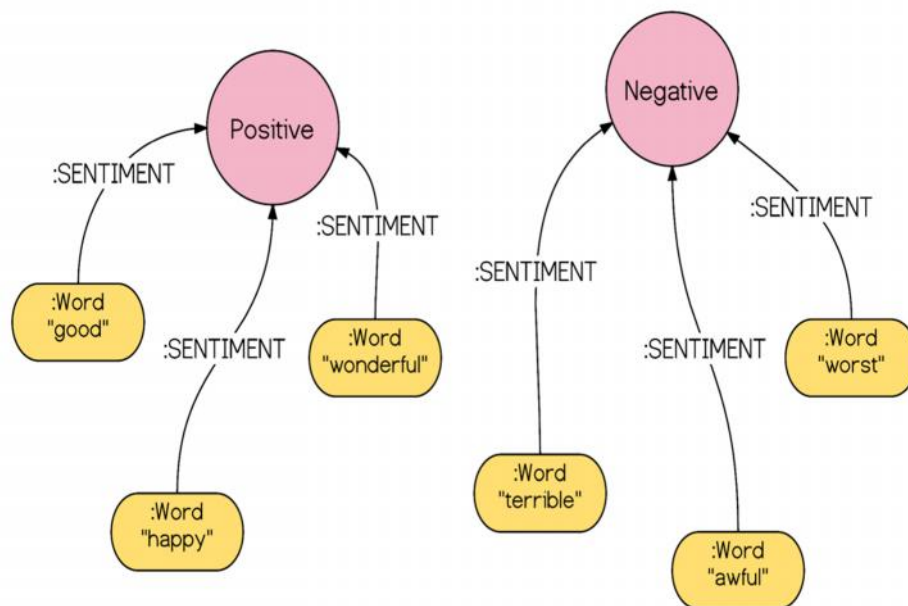 Positive
:SENTIMENT
:SENTIMENT
:SENTIMENT
:Word
"good"
:Word
"wonderful"
:Word
"happy"
Negative
:SENTIMENT
:SENTIMENT
:SENTIMENT
:Word
"worst"
:Word
"terrible"
:Word
"awful"